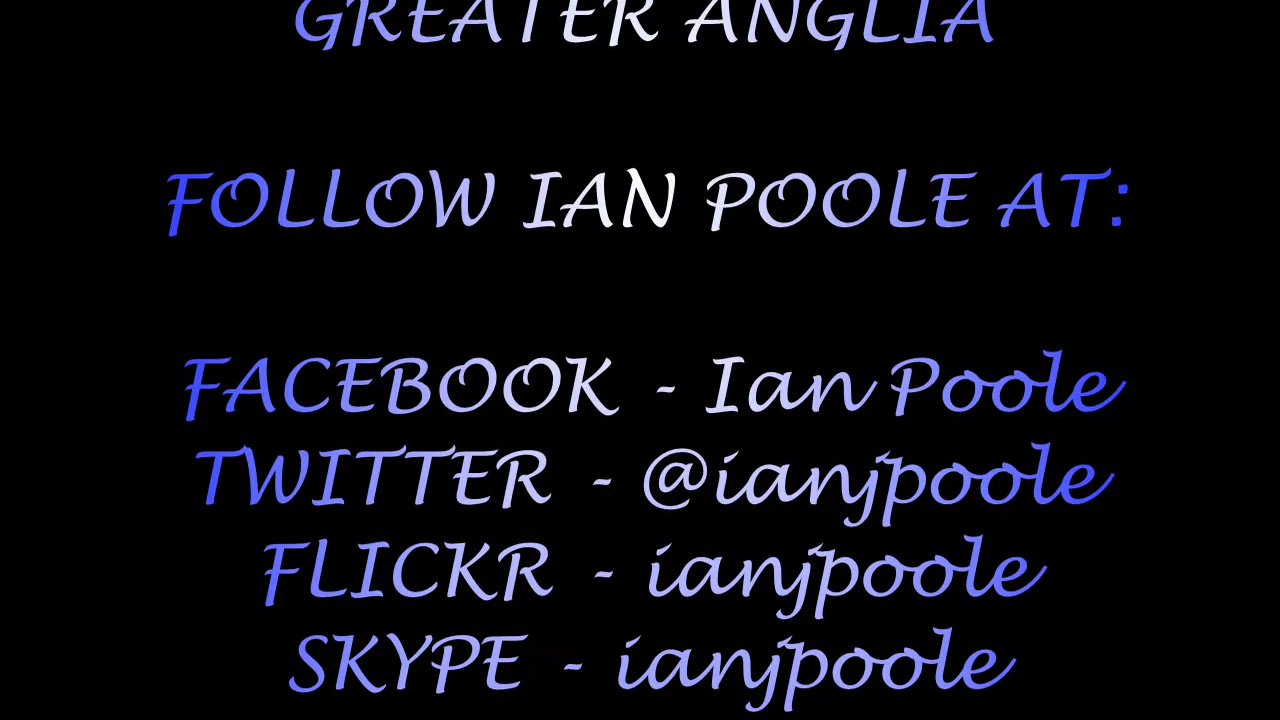 GREATER ANGLIA
FOLLOW IAN POOLE AT:
FACEBOOK - Ian Poole
TWITTER - @ianjpoole
FLICKR - ianjpoole
SKYPE - ianjpoole